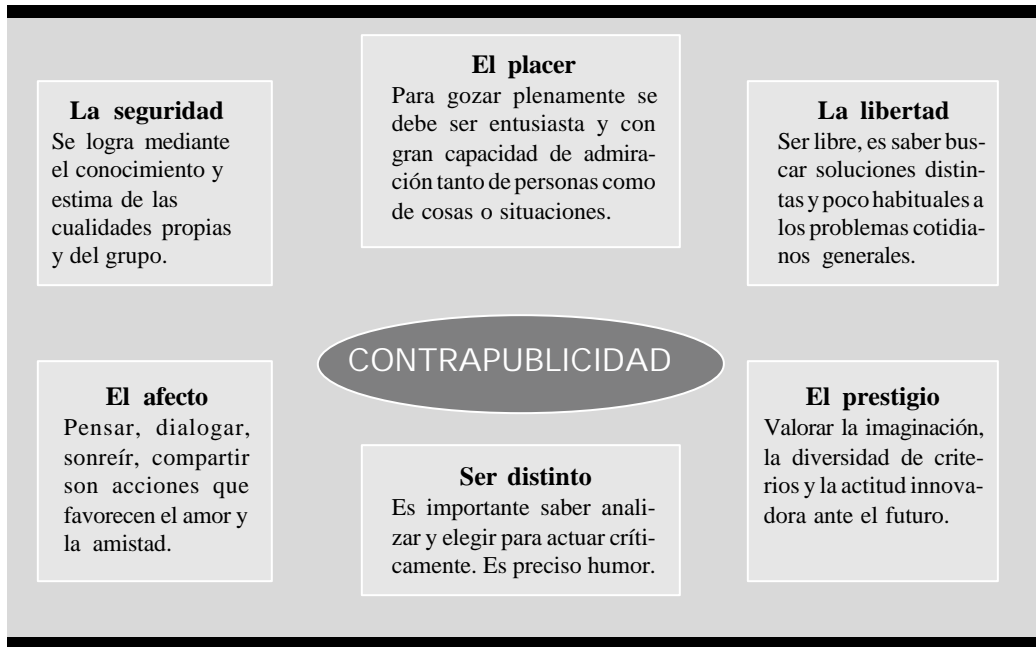 La seguridad
Se logra mediante
el conocimiento y
estima de las
cualidades propias
y del grupo.
El placer
Para gozar plenamente se
debe ser entusiasta y con
gran capacidad de admira-
ción tanto de personas como
de cosas o situaciones.
La libertad
Ser libre, es saber bus-
car soluciones distin-
tas y poco habituales a
los problemas cotidia-
nos generales.
CONTRAPUBLICIDAD
El afecto
Pensar, dialogar,
sonreír, compartir
son acciones que
favorecen el amor y
la amistad.
Ser distinto
Es importante saber anali-
zar y elegir para actuar críti-
camente. Es preciso humor.
El prestigio
Valorar la imaginación,
la diversidad de crite-
rios y la actitud innova-
dora ante el futuro.